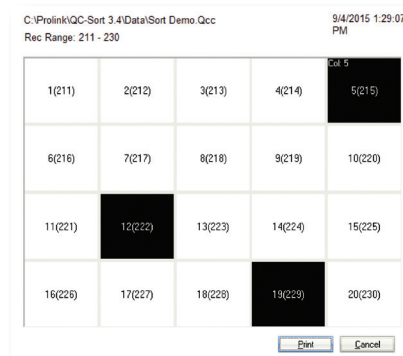 C:\Prolink\QC-Sort 3.4\Data\Sort Demo.Qcc
9/4/2015 1:29:07 PM
Rec Range: 211 - 230
Col: 5
1(211) 2(212) 3(213) 4(214) 5(215)
6(216) 7(217) 8(218) 9(219) 10(220)
11(221) 12(222) 13(223) 14(224) 15(225)
16(226) 17(227) 18(228) 19(229) 20(230)
Print Cancel